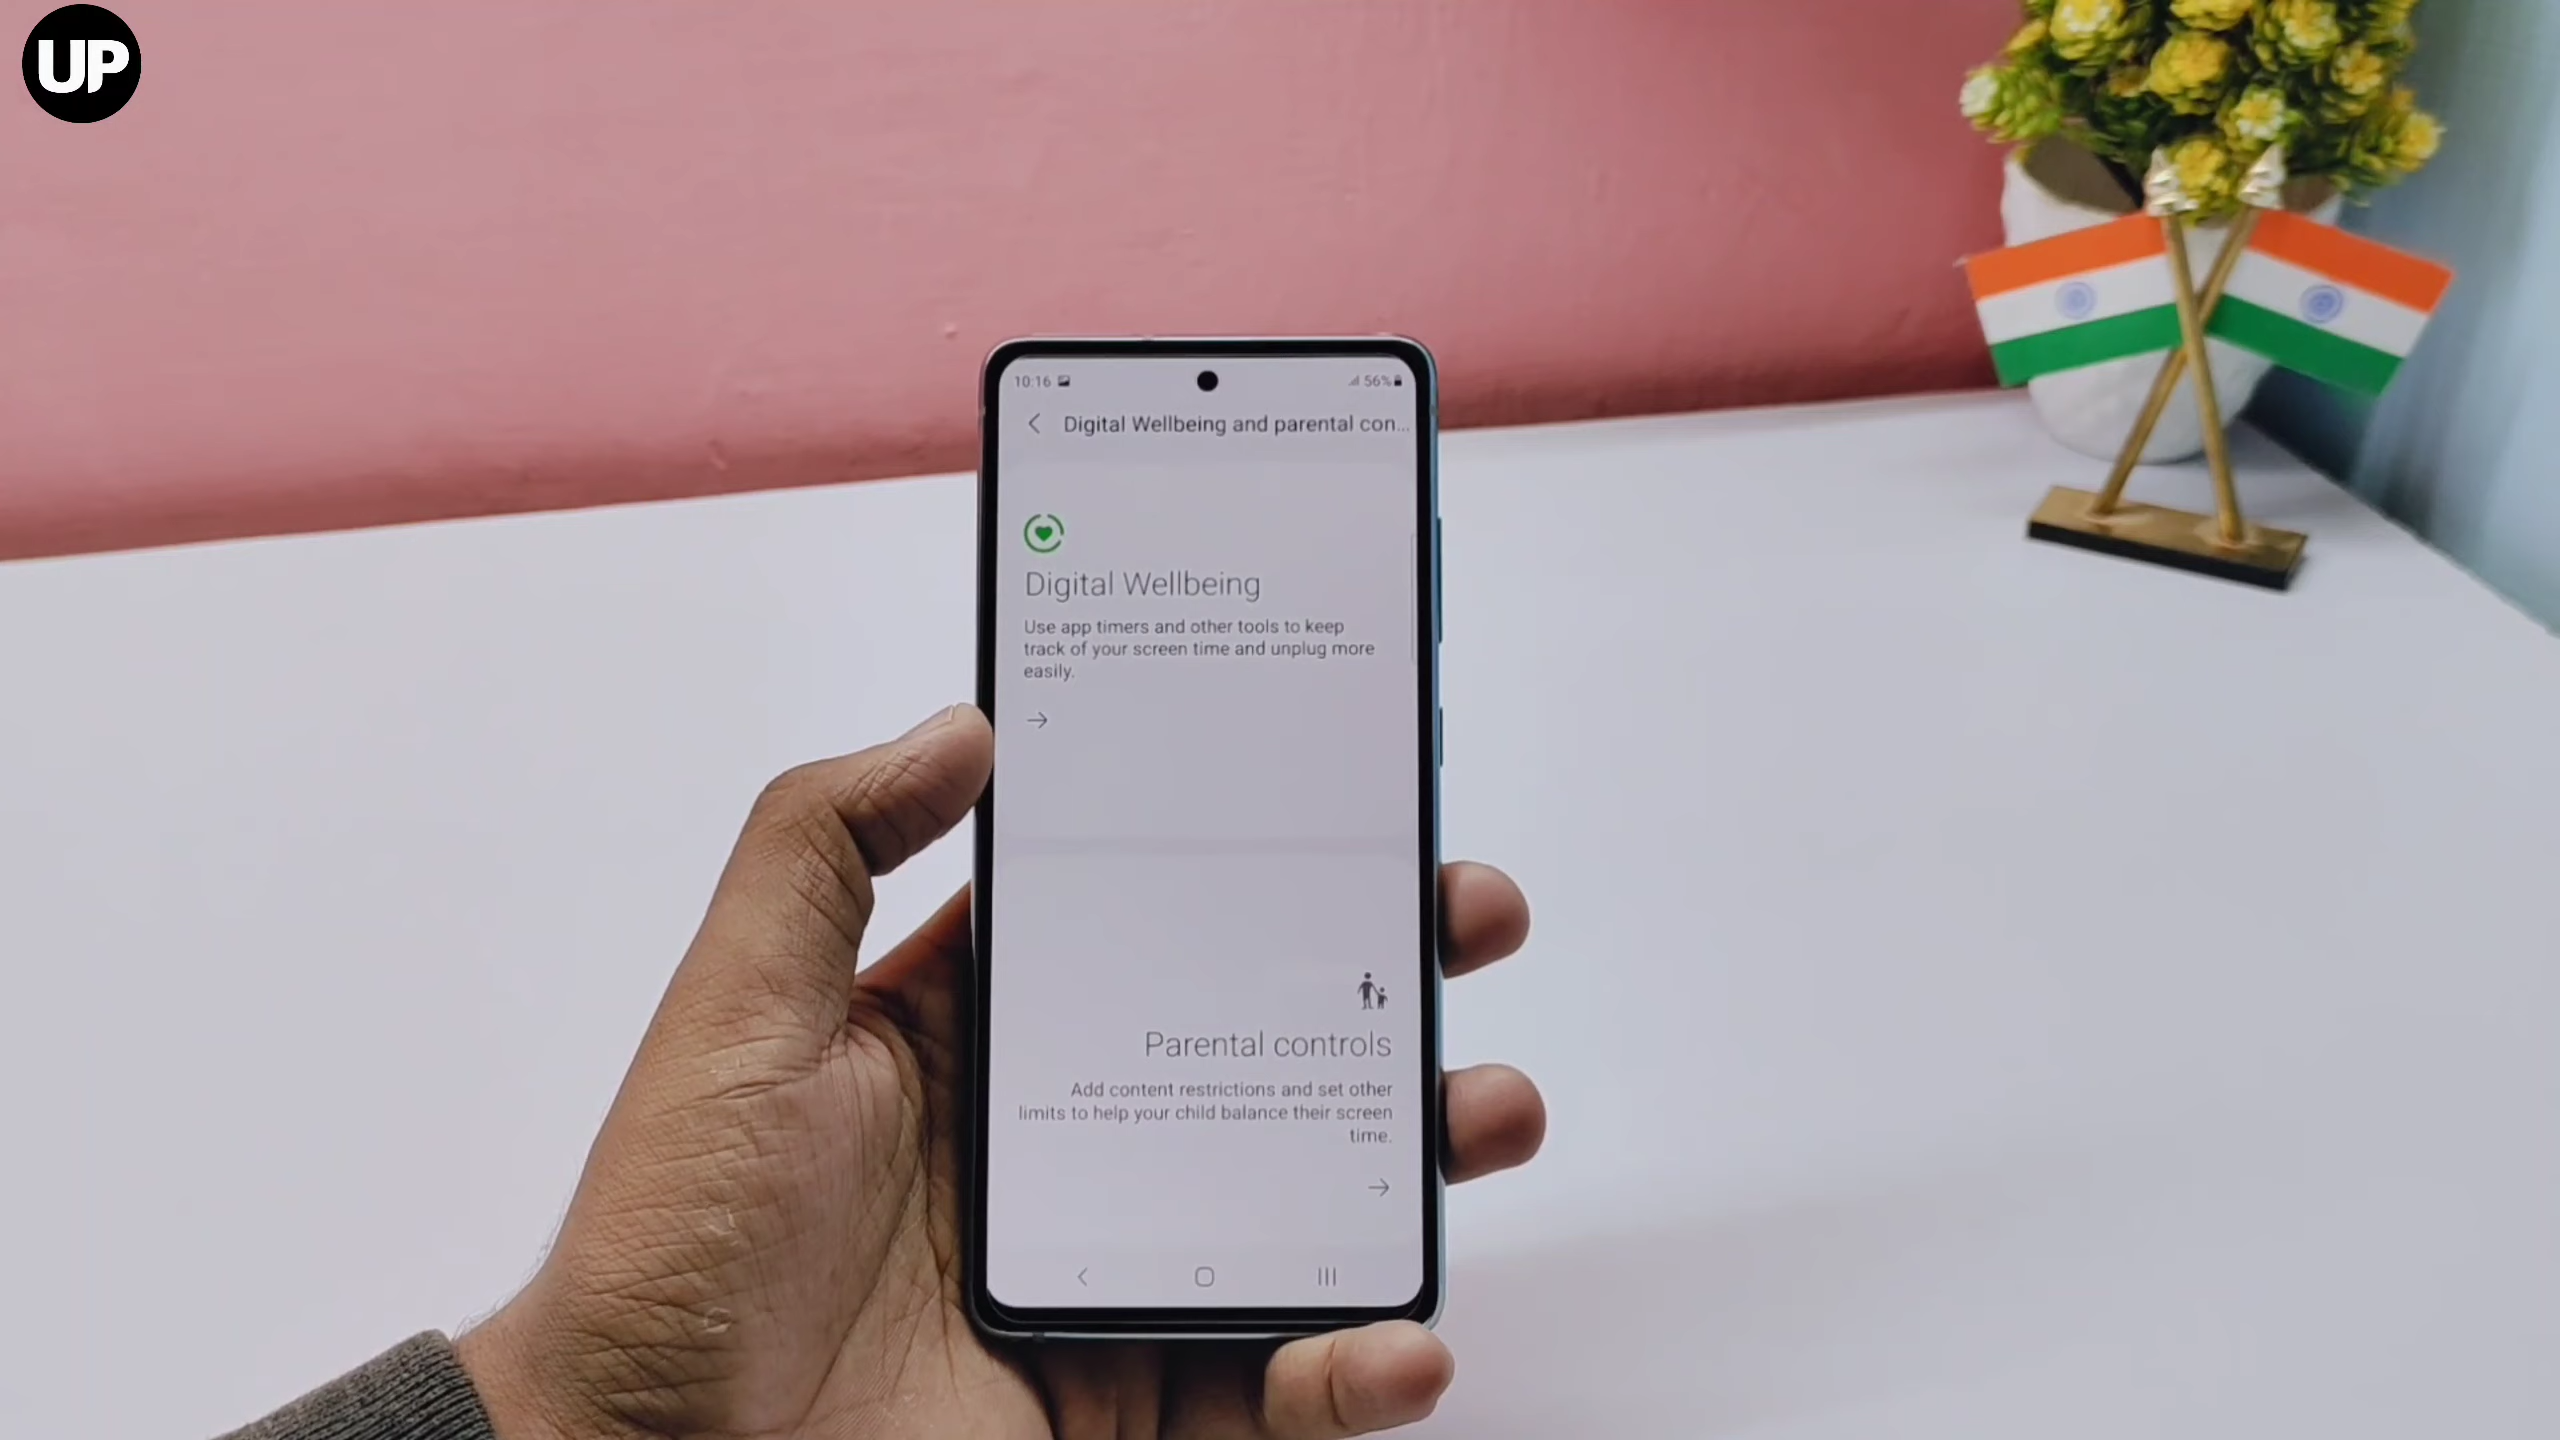 UP
10:16
56%
Digital Wellbeing and parental con...
Digital Wellbeing
Use app timers and other tools to keep
track of your screen time and unplug more
easily.
Parental controls
Add content restrictions and set other
limits to help your child balance their screen
time.